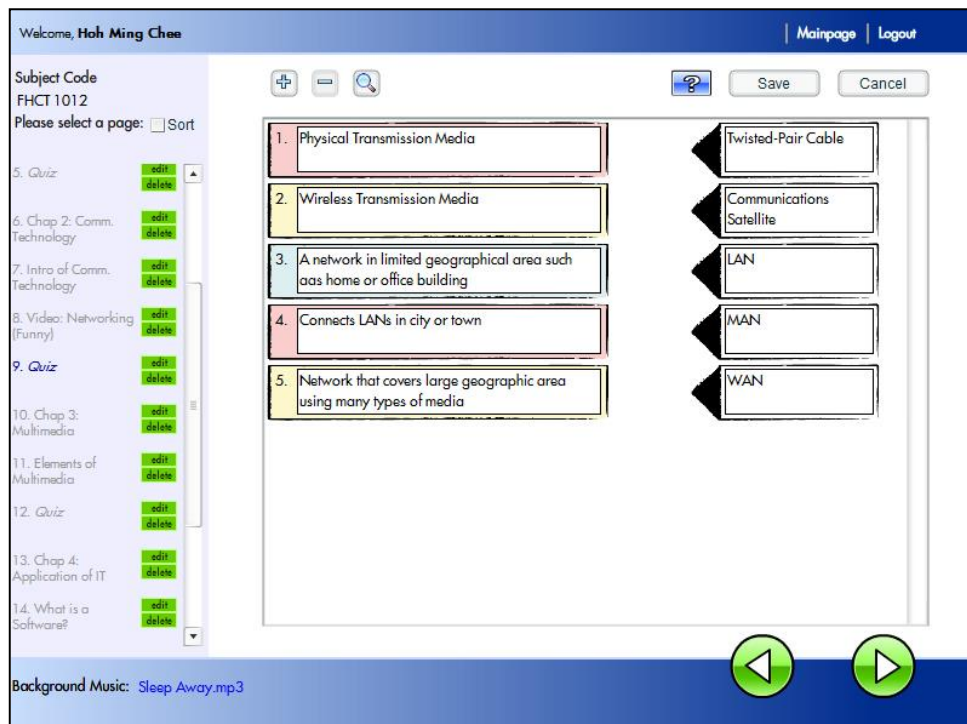 Welcome, Hoh Ming Chee
Mainpage | Logout
Subject Code
FHCT 1012
Please select a page: Sort
Save
Cancel
5. Quiz
edit
delete
6. Chap 2: Comm.
Technology
edit
delete
7. Intro of Comm.
Technology
edit
delete
8. Video: Networking
(Funny)
edit
delete
9. Quiz
edit
delete
10. Chap 3:
Multimedia
edit
delete
11. Elements of
Multimedia
edit
delete
12. Quiz
edit
delete
13. Chap 4:
Application of IT
edit
delete
14. What is a
Software?
edit
delete
1. Physical Transmission Media
Twisted-Pair Cable
2. Wireless Transmission Media
Communications
Satellite
3. A network in limited geographical area such
aas home or office building
LAN
4. Connects LANs in city or town
MAN
5. Network that covers large geographic area
using many types of media
WAN
Background Music: Sleep Away.mp3